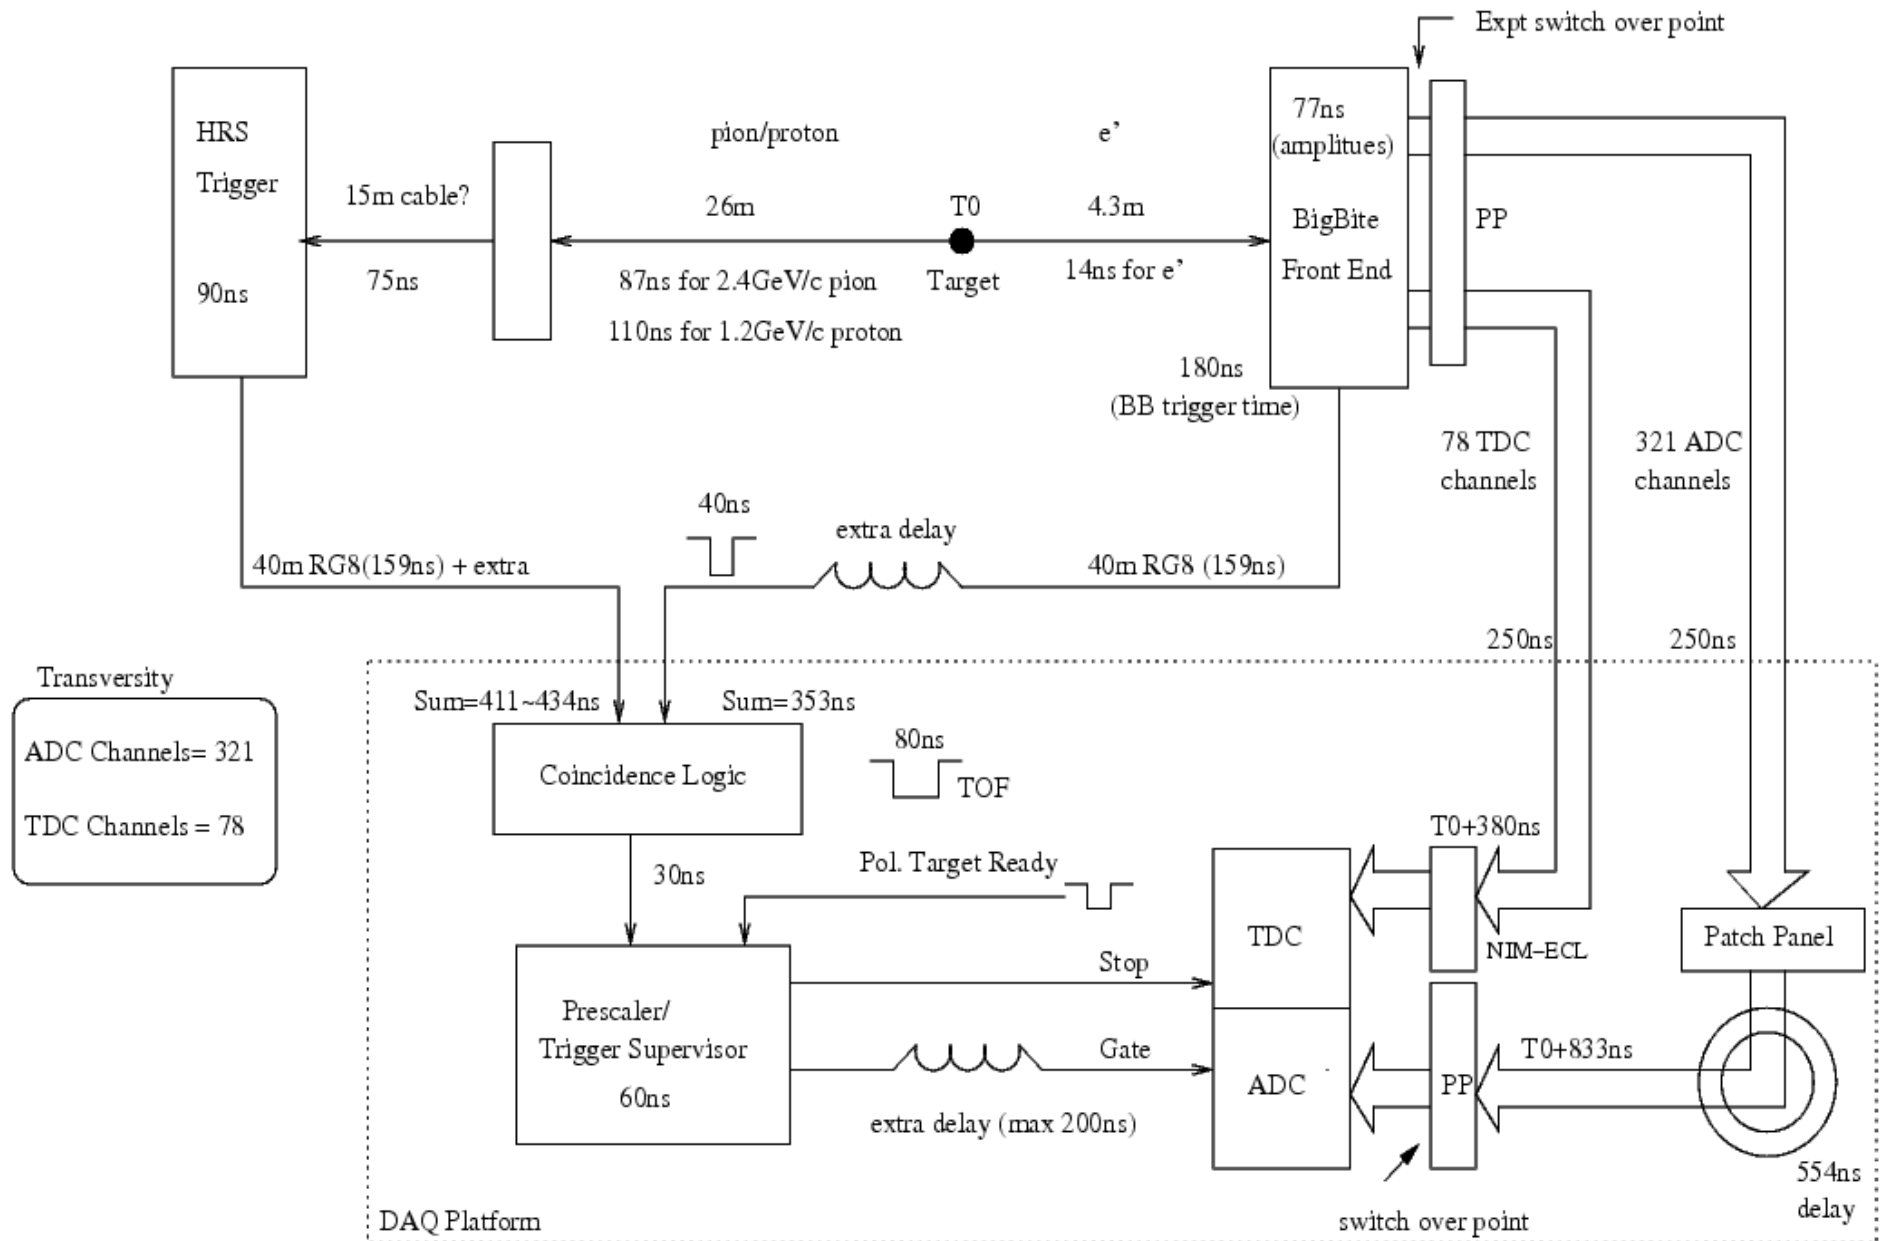 Expt switch over point
HRS
Trigger
90ns
15m cable?
75ns
pion/proton
26m
87ns for 2.4GeV/c pion
110ns for 1.2GeV/c proton
T0
Target
e'
4.3m
14ns for e'
77ns
(amplitues)
BigBite
Front End
PP
180ns
(BB trigger time)
78 TDC
channels
321 ADC
channels
40ns
extra delay
40m RG8(159ns) + extra
40m RG8 (159ns)
250ns
250ns
Transversity
ADC Channels= 321
TDC Channels = 78
Sum=411~434ns
Sum=353ns
Coincidence Logic
80ns
TOF
30ns
Pol. Target Ready
T0+380ns
TDC
NIM-ECL
Patch Panel
Stop
Prescaler/
Trigger Supervisor
60ns
Gate
extra delay (max 200ns)
ADC
PP
T0+833ns
554ns
delay
switch over point
DAQ Platform